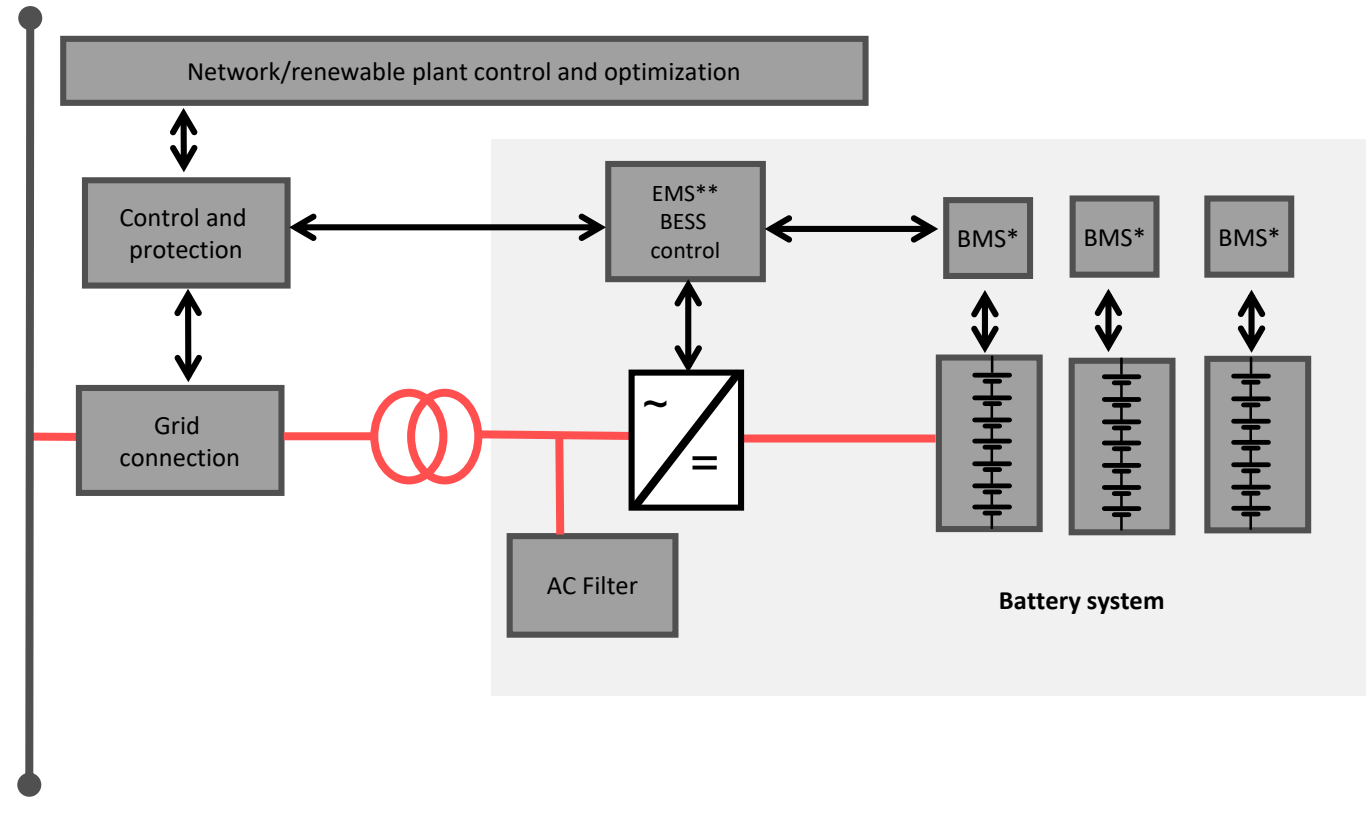 Network/renewable plant control and optimization
Control and
protection
EMS**
BESS
control
BMS*
BMS*
BMS*
Grid
connection
~
=
AC Filter
Battery system